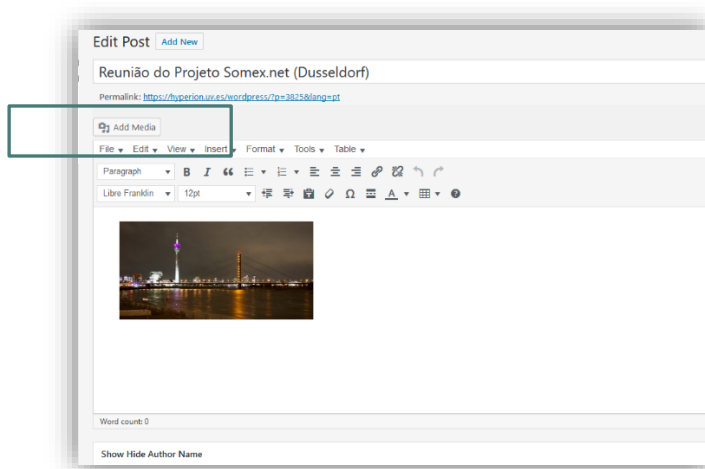 Edit Post Add New
Reunião do Projeto Somex.net (Dusseldorf)
Permalink: https://hyperion.uv.es/wordpress/?p=3825&lang=pt
Add Media
File Edit View Insert Format Tools Table
Paragraph B I
Libre Franklin 12pt Ω A
Word count: 0
Show Hide Author Name